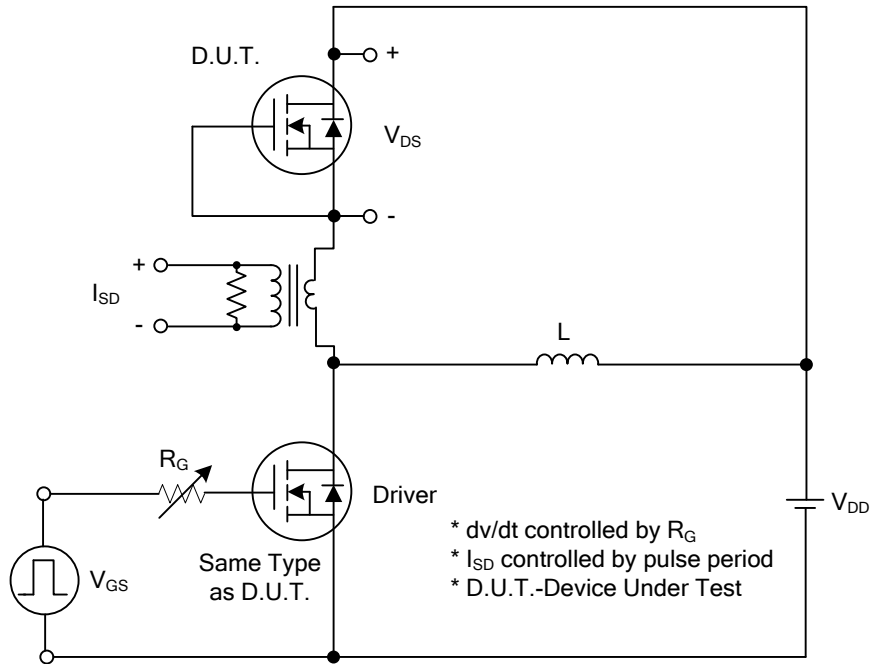 D.U.T.
+
V_DS
-
+
I_SD
-
L
R_G
Driver
V_DD
V_GS
Same Type
as D.U.T.
* dv/dt controlled by R_G
* I_SD controlled by pulse period
* D.U.T.-Device Under Test